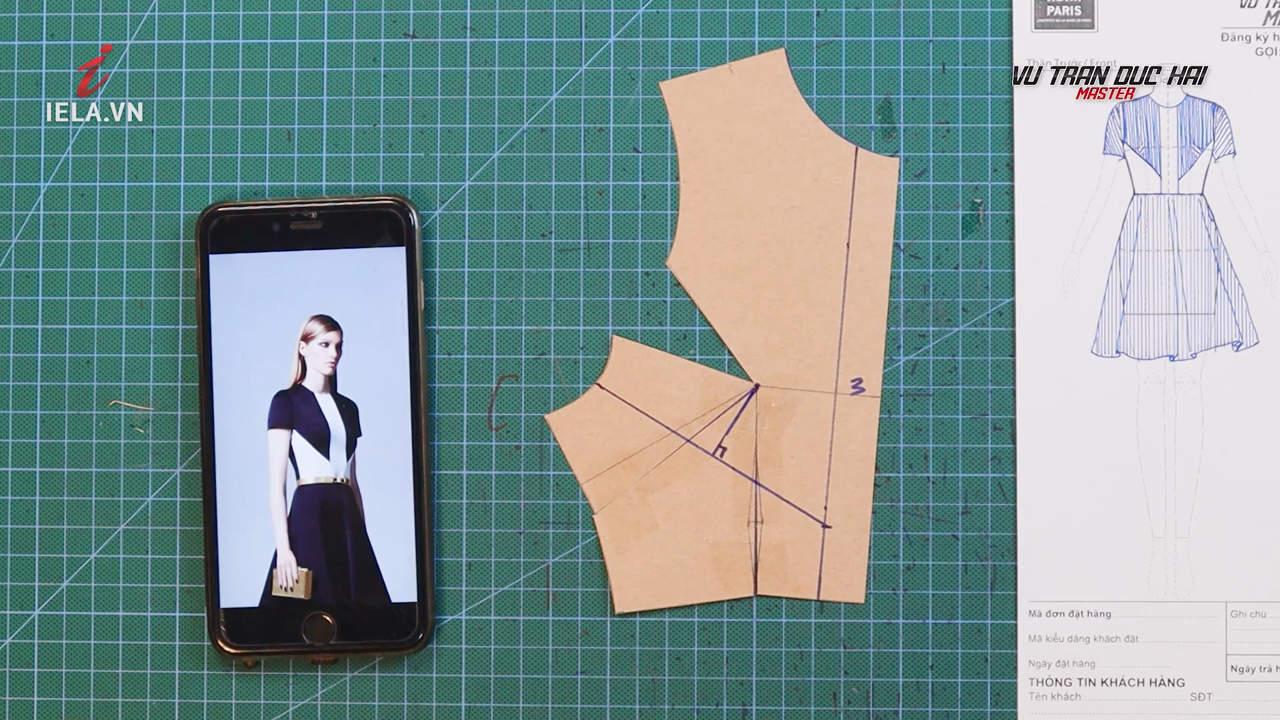 IELA.VN
PARIS
Đăng ký h
GỌI
Thân Trước/ Front
VU TRAN DUC HAI
MASTER
3
Mã đơn đặt hàng
Ghi chú
Mã kiểu dáng khách đặt
Ngày đặt hàng
Ngày trả h
THÔNG TIN KHÁCH HÀNG
Tên khách
SĐT